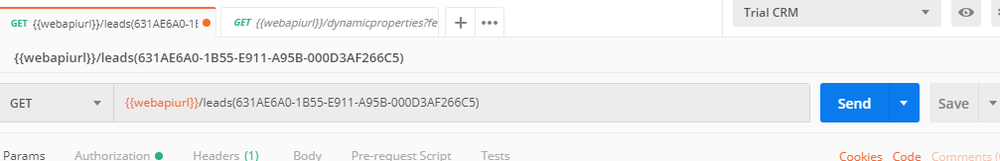 GET {{webapiurl}}/leads(631AE6A0-1E GET {{webapiurl}}/dynamicproperties?fe + ••• Trial CRM
{{webapiurl}}/leads(631AE6A0-1B55-E911-A95B-000D3AF266C5)
GET {{webapiurl}}/leads(631AE6A0-1B55-E911-A95B-000D3AF266C5) Send Save
Params Authorization Headers (1) Body Pre-request Script Tests Cookies Code Comments (